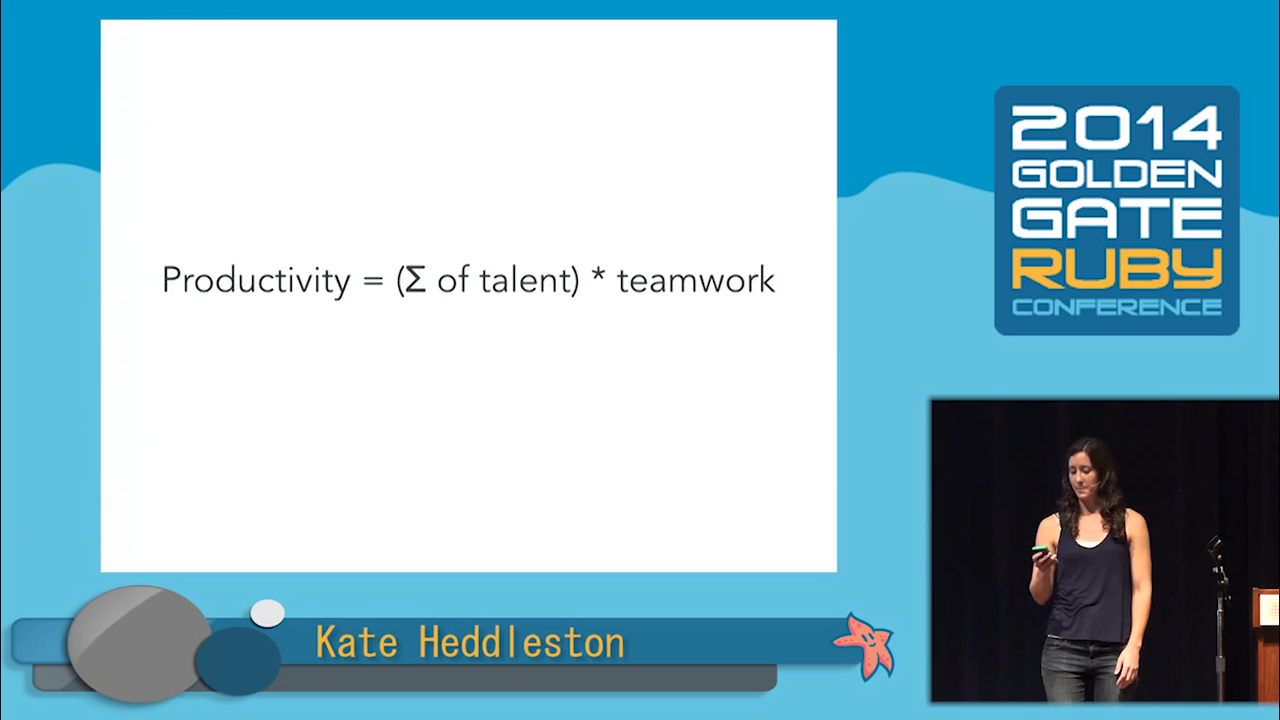 Productivity = (Σ of talent) * teamwork
2014
GOLDEN
GATE
RUBY
CONFERENCE
Kate Heddleston